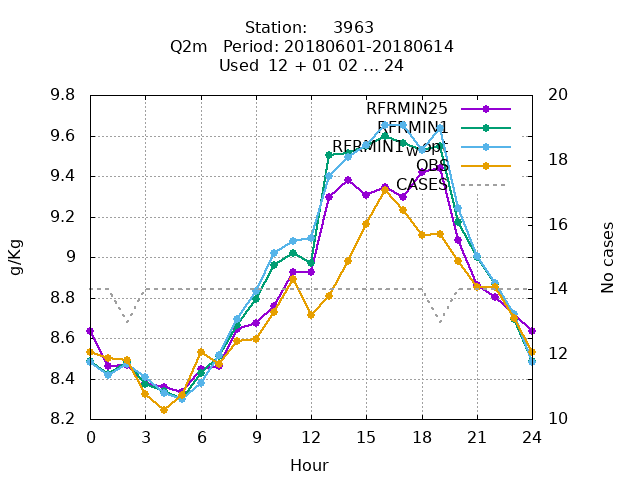 Station: 3963
Q2m Period: 20180601-20180614
Used 12 + 01 02 ... 24
9.8
9.6
9.4
9.2
9
8.8
8.6
8.4
8.2
20
18
16
14
12
10
0 3 6 9 12 15 18 21 24
g/Kg
No cases
Hour
RFRMIN25
RFRMIN1
RFRMIN1wopt
OBS
CASES